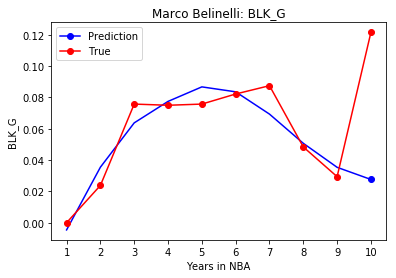 Marco Belinelli: BLK_G
Prediction
True
0.12
0.10
0.08
0.06
0.04
0.02
0.00
BLK_G
1 2 3 4 5 6 7 8 9 10
Years in NBA